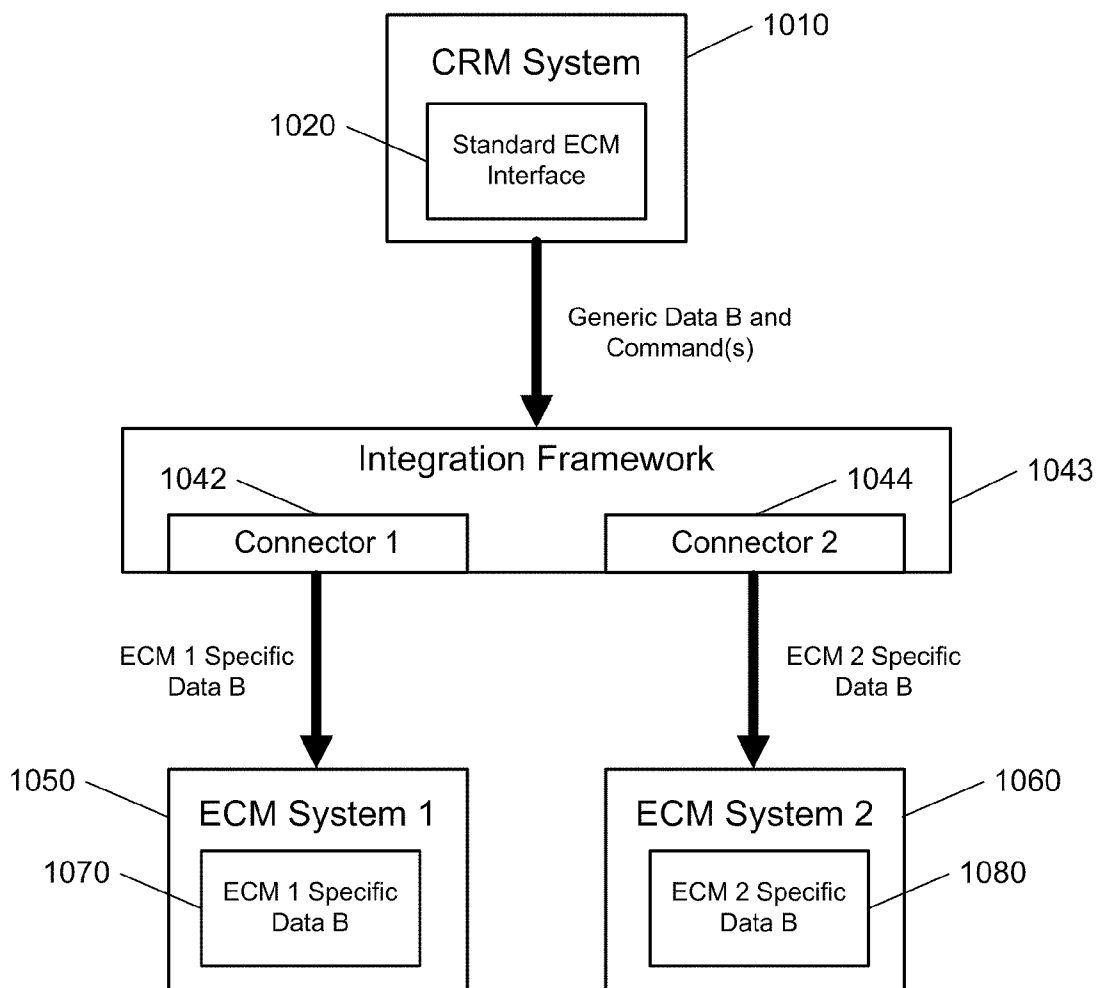 1010
CRM System
1020
Standard ECM
Interface
Generic Data B and
Command(s)
Integration Framework
1042
1044
1043
Connector 1
Connector 2
ECM 1 Specific
Data B
ECM 2 Specific
Data B
1050
1060
ECM System 1
ECM System 2
1070
1080
ECM 1 Specific
Data B
ECM 2 Specific
Data B